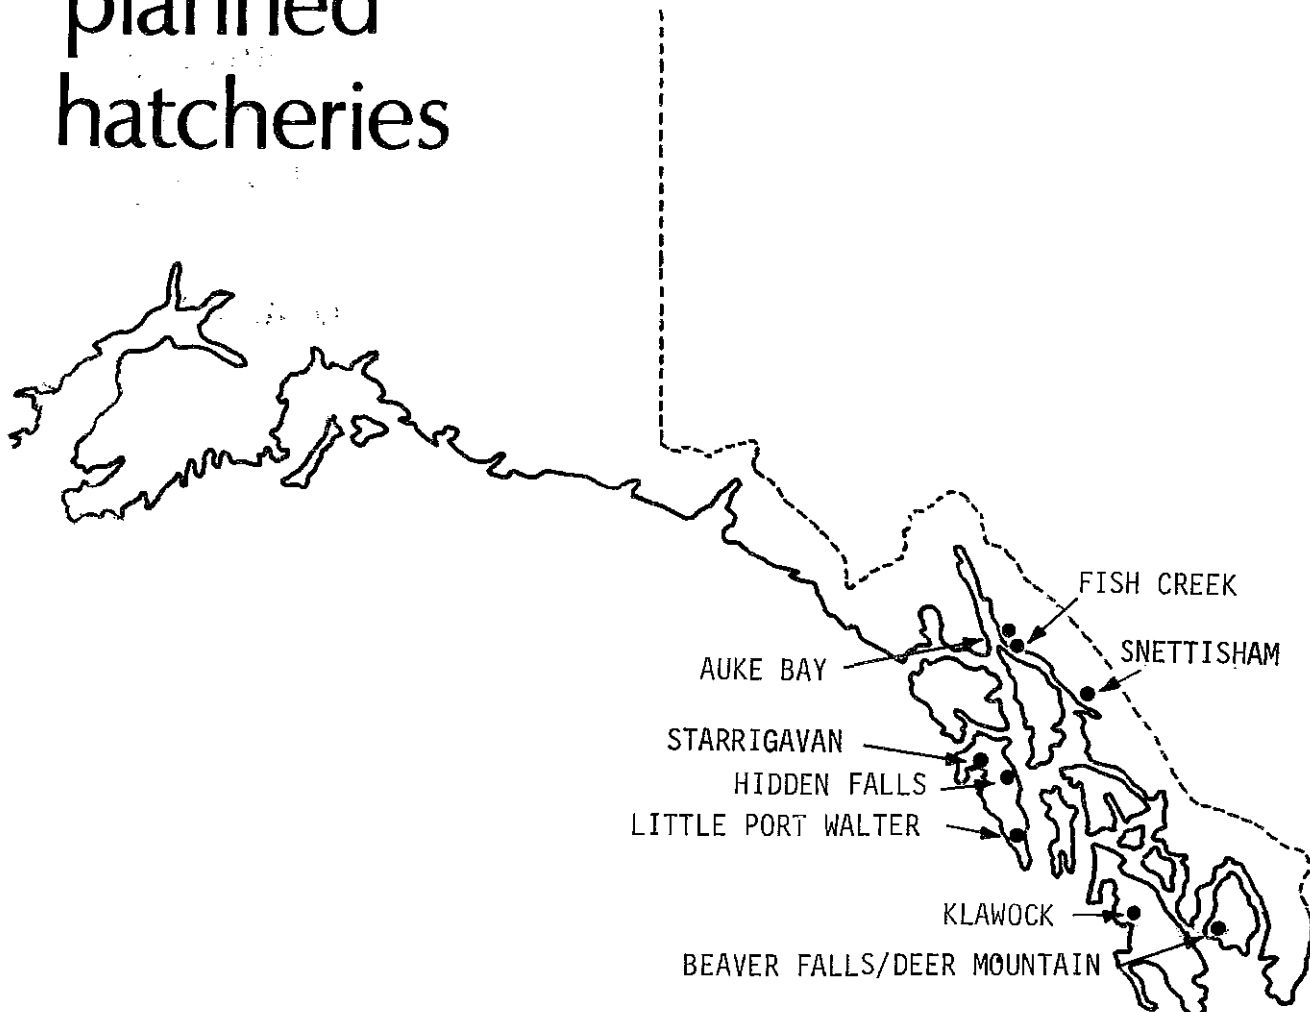 planned
hatcheries
FISH CREEK
SNETTISHAM
AUKE BAY
STARRIGAVAN
HIDDEN FALLS
LITTLE PORT WALTER
KLAWOCK
BEAVER FALLS/DEER MOUNTAIN